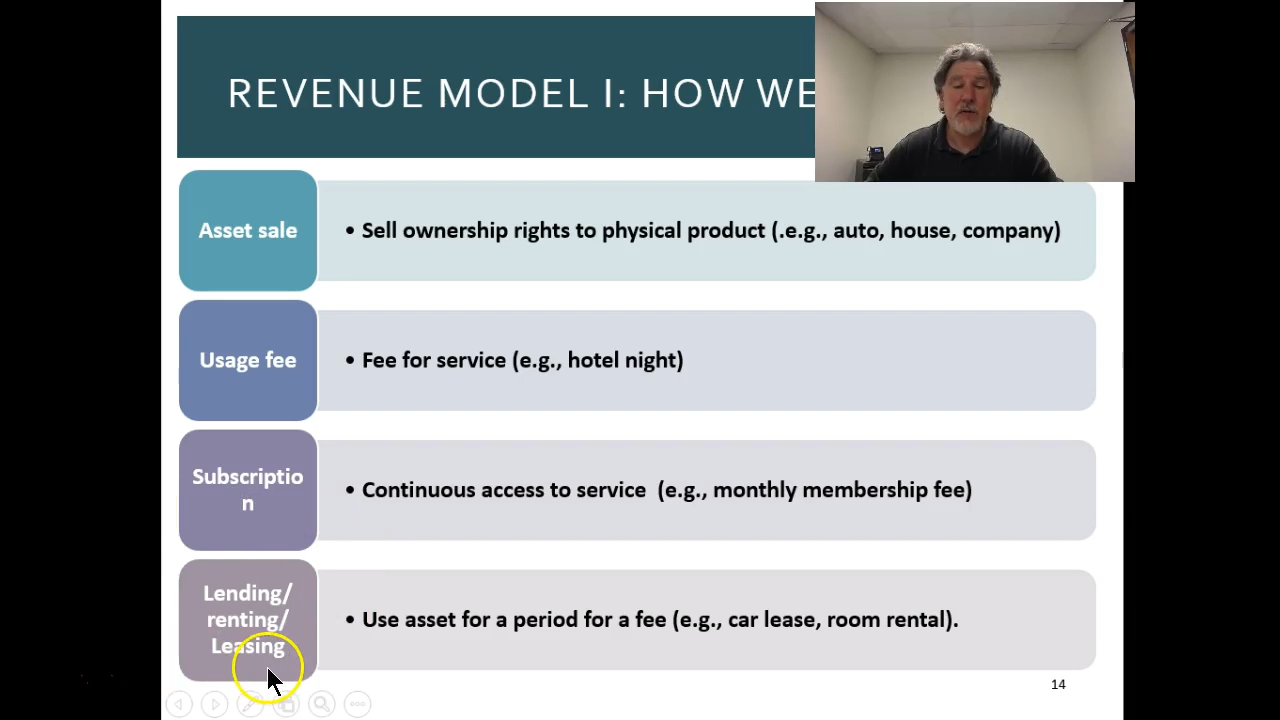 REVENUE MODEL I: HOW WE
Asset sale
• Sell ownership rights to physical product (.e.g., auto, house, company)
Usage fee
• Fee for service (e.g., hotel night)
Subscriptio
n
• Continuous access to service (e.g., monthly membership fee)
Lending/
renting/
Leasing
• Use asset for a period for a fee (e.g., car lease, room rental).
14